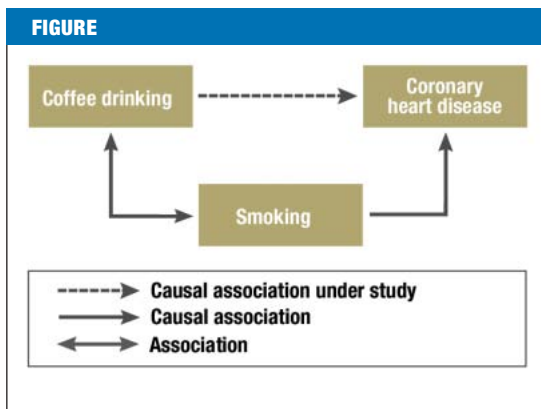 FIGURE
Coffee drinking
Coronary
heart disease
Smoking
Causal association under study
Causal association
Association